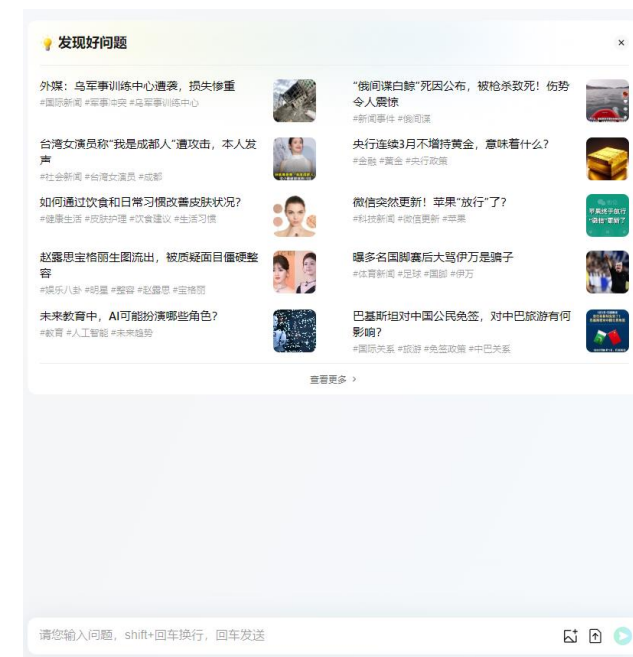 发现好问题
×
外媒：乌军事训练中心遭袭，损失惨重
#国际新闻 #军事冲突 #乌军事训练中心
台湾女演员称“我是成都人”遭攻击，本人发
声
#社会新闻 #台湾女演员 #成都
如何通过饮食和日常习惯改善皮肤状况？
#健康生活 #皮肤护理 #饮食建议 #生活习惯
赵露思宝格丽生图流出，被质疑面目僵硬整
容
#娱乐八卦 #明星 #整容 #赵露思 #宝格丽
未来教育中，AI可能扮演哪些角色？
#教育 #人工智能 #未来趋势
“俄间谍白鲸”死因公布，被枪杀致死！伤势
令人震惊
#新闻事件 #俄间谍
央行连续3月不增持黄金，意味着什么？
#金融 #黄金 #央行政策
微信突然更新！苹果“放行”了？
#科技新闻 #微信更新 #苹果
苹果终于放行
“微信”更新了
曝多名国脚赛后大骂伊万是骗子
#体育新闻 #足球 #国脚 #伊万
巴基斯坦对中国公民免签，对中巴旅游有何
影响？
#国际关系 #旅游 #免签政策 #中巴关系
查看更多 >
请您输入问题，shift+回车换行，回车发送